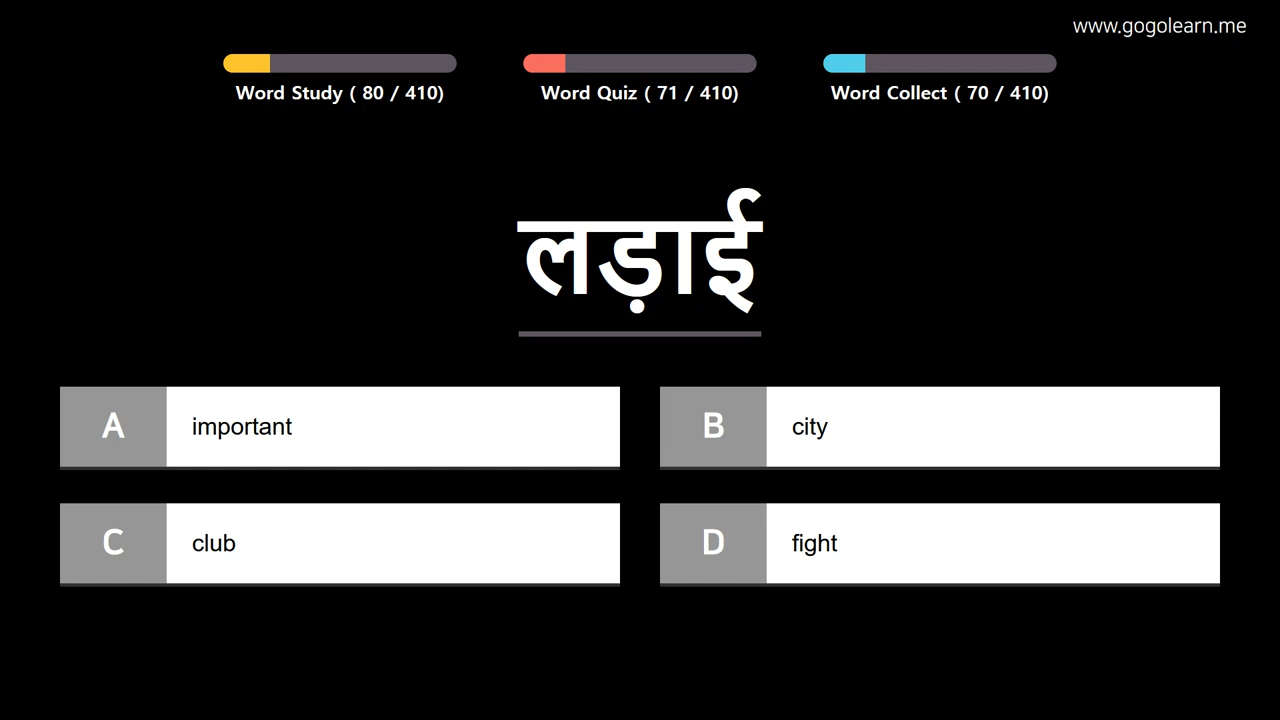 www.gogolearn.me
Word Study ( 80 / 410)
Word Quiz ( 71 / 410)
Word Collect ( 70 / 410)
लड़ाई
A important
B city
C club
D fight